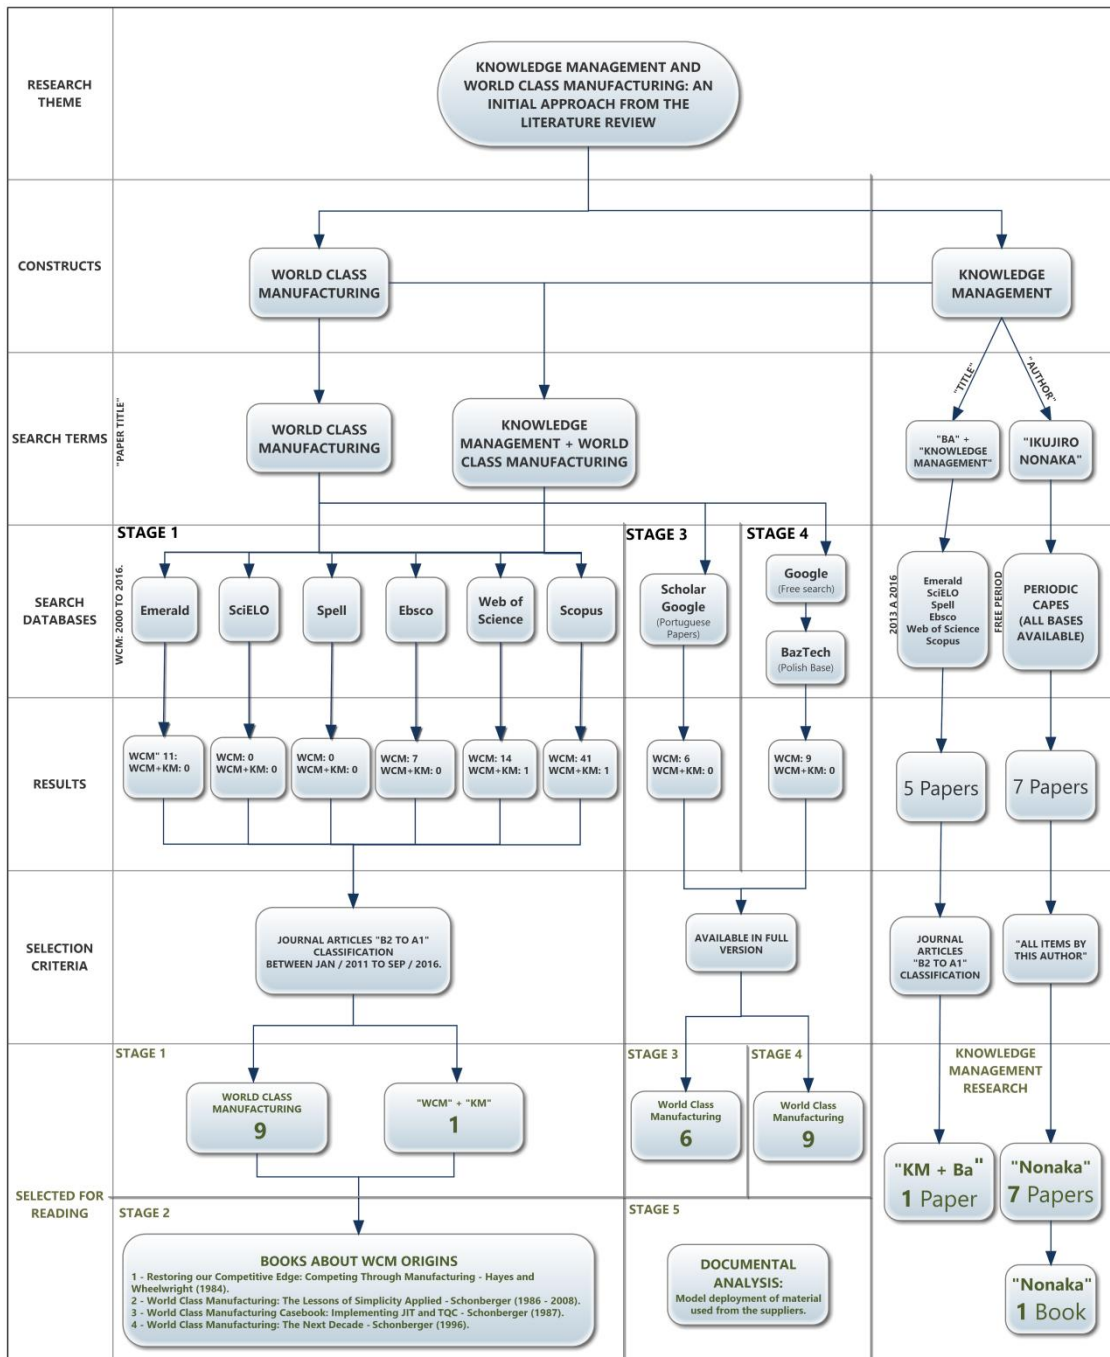 RESEARCH
THEME
KNOWLEDGE MANAGEMENT AND
WORLD CLASS MANUFACTURING: AN
INITIAL APPROACH FROM THE
LITERATURE REVIEW
CONSTRUCTS
WORLD CLASS
MANUFACTURING
KNOWLEDGE
MANAGEMENT
SEARCH TERMS
"PAPER TITLE"
WORLD CLASS
MANUFACTURING
KNOWLEDGE
MANAGEMENT + WORLD
CLASS MANUFACTURING
"TITLE"
"AUTHOR"
"BA" +
"KNOWLEDGE
MANAGEMENT"
"IKUJIRO
NONAKA"
SEARCH
DATABASES
WCM: 2000 TO 2016.
STAGE 1
Emerald
SciELO
Spell
Ebsco
Web of
Science
Scopus
STAGE 3
Scholar
Google
(Portuguese
Papers)
STAGE 4
Google
(Free search)
BazTech
(Polish Base)
2013 A 2016
Emerald
SciELO
Spell
Ebsco
Web of Science
Scopus
FREE PERIOD
PERIODIC
CAPES
(ALL BASES
AVAILABLE)
RESULTS
WCM" 11:
WCM+KM: 0
WCM: 0
WCM+KM: 0
WCM: 0
WCM+KM: 0
WCM: 7
WCM+KM: 0
WCM: 14
WCM+KM: 1
WCM: 41
WCM+KM: 1
WCM: 6
WCM+KM: 0
WCM: 9
WCM+KM: 0
5 Papers
7 Papers
SELECTION
CRITERIA
JOURNAL ARTICLES "B2 TO A1"
CLASSIFICATION
BETWEEN JAN / 2011 TO SEP / 2016.
AVAILABLE IN FULL
VERSION
JOURNAL
ARTICLES
"B2 TO A1"
CLASSIFICATION
"ALL ITEMS BY
THIS AUTHOR"
SELECTED FOR
READING
STAGE 1
WORLD CLASS
MANUFACTURING
9
"WCM" + "KM"
1
STAGE 3
World Class
Manufacturing
6
STAGE 4
World Class
Manufacturing
9
KNOWLEDGE
MANAGEMENT
RESEARCH
"KM + Ba"
1 Paper
"Nonaka"
7 Papers
"Nonaka"
1 Book
STAGE 2
BOOKS ABOUT WCM ORIGINS
1 - Restoring our Competitive Edge: Competing Through Manufacturing - Hayes and
Wheelwright (1984).
2 - World Class Manufacturing: The Lessons of Simplicity Applied - Schonberger (1986 - 2008).
3 - World Class Manufacturing Casebook: Implementing JIT and TQC - Schonberger (1987).
4 - World Class Manufacturing: The Next Decade - Schonberger (1996).
STAGE 5
DOCUMENTAL
ANALYSIS:
Model deployment of material
used from the suppliers.